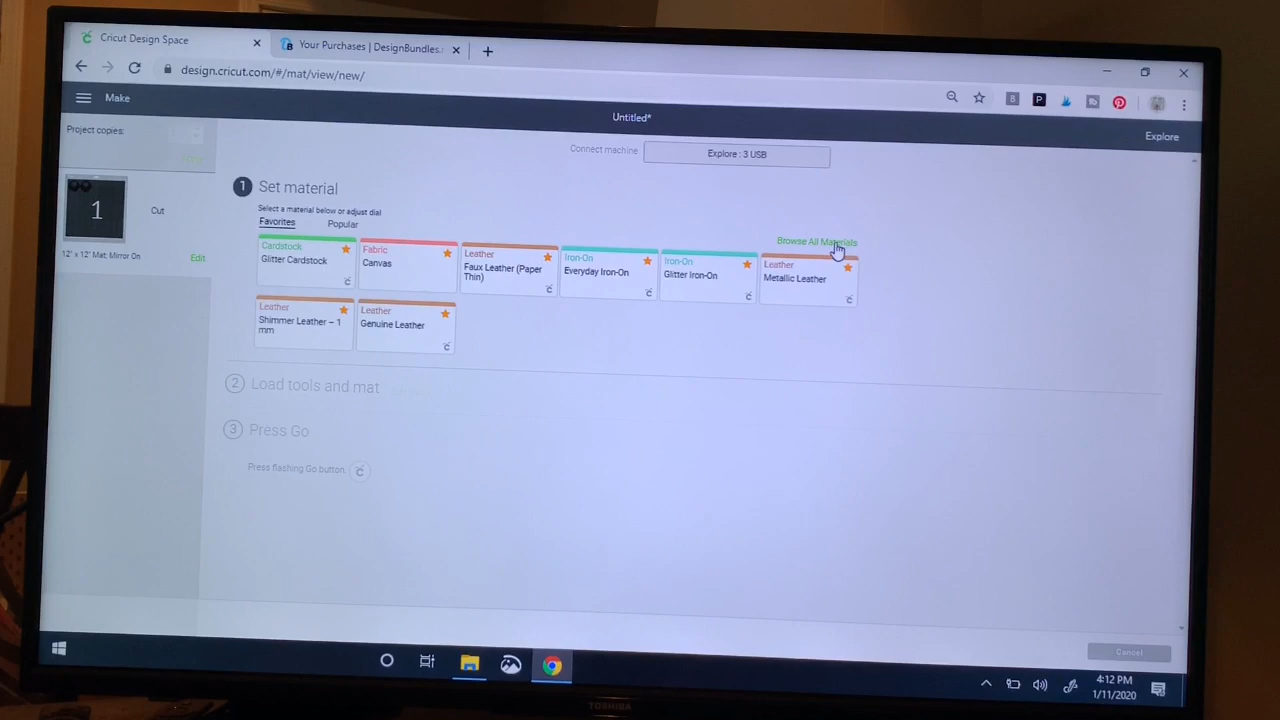 Cricut Design Space
Your Purchases | DesignBundles.
design.cricut.com/#/mat/view/new/
Make
Untitled*
Explore
Project copies:
Connect machine
Explore : 3 USB
1
Cut
12" x 12" Mat; Mirror On
Edit
1 Set material
Select a material below or adjust dial
Favorites Popular
Browse All Materials
Cardstock
Glitter Cardstock
Fabric
Canvas
Leather
Faux Leather (Paper
Thin)
Iron-On
Everyday Iron-On
Iron-On
Glitter Iron-On
Leather
Metallic Leather
Leather
Shimmer Leather – 1
mm
Leather
Genuine Leather
2 Load tools and mat
3 Press Go
Press flashing Go button.
Cancel
4:12 PM
1/11/2020
TOSHIBA